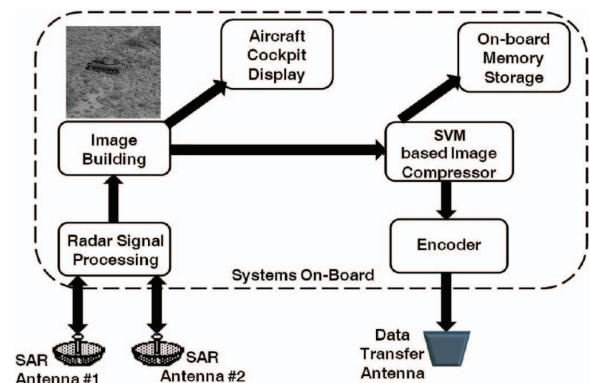 Aircraft
Cockpit
Display
On-board
Memory
Storage
Image
Building
SVM
based Image
Compressor
Radar Signal
Processing
Encoder
Systems On-Board
SAR
Antenna #1
SAR
Antenna #2
Data
Transfer
Antenna